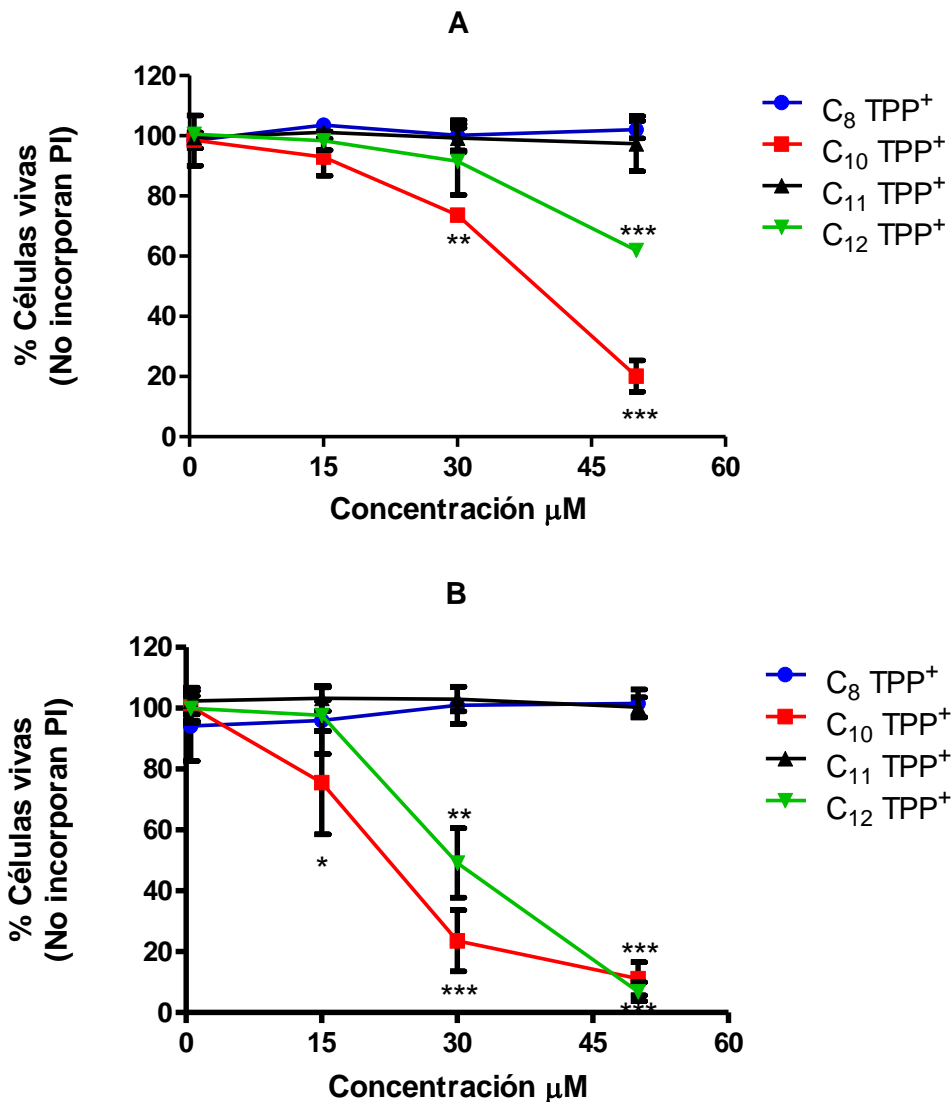 A
120
100
80
60
40
20
0
% Células vivas
(No incorporan PI)
**
***
***
0
15
30
45
60
Concentración μM
C8 TPP+
C10 TPP+
C11 TPP+
C12 TPP+
B
120
100
80
60
40
20
0
% Células vivas
(No incorporan PI)
*
**
***
***
***
0
15
30
45
60
Concentración μM
C8 TPP+
C10 TPP+
C11 TPP+
C12 TPP+